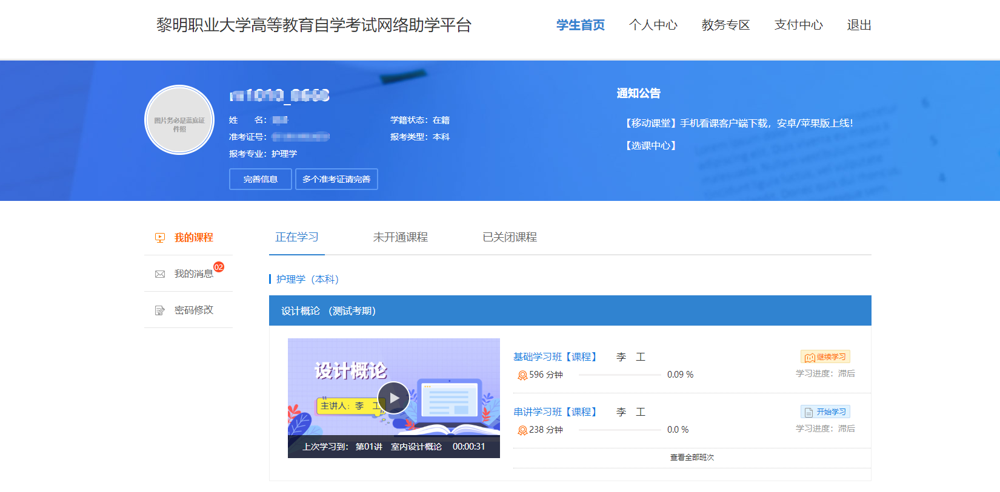 黎明职业大学高等教育自学考试网络助学平台
学生首页 个人中心 教务专区 支付中心 退出
图片务必是蓝底证
件照
姓 名：
学籍状态：在籍
准考证号：
报考类型：本科
报考专业：护理学
完善信息 多个准考证请完善
通知公告
【移动课堂】手机看课客户端下载，安卓/苹果版上线！
【选课中心】
我的课程
我的消息 02
密码修改
正在学习 未开通课程 已关闭课程
护理学（本科）
设计概论 （测试考期）
设计概论
主讲人：李 工
上次学习到： 第01讲 室内设计概论 00:00:31
基础学习班【课程】 李 工 继续学习
596 分钟 0.09 % 学习进度：滞后
串讲学习班【课程】 李 工 开始学习
238 分钟 0.0 % 学习进度：滞后
查看全部班次